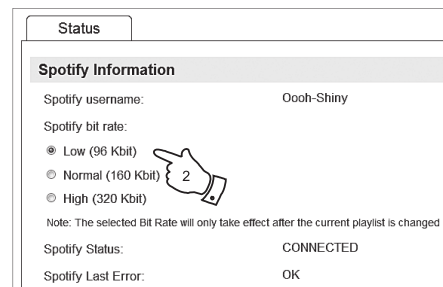 Status
Spotify Information
Spotify username: Oooh-Shiny
Spotify bit rate:
Low (96 Kbit)
Normal (160 Kbit) 2
High (320 Kbit)
Note: The selected Bit Rate will only take effect after the current playlist is changed
Spotify Status: CONNECTED
Spotify Last Error: OK